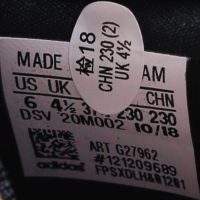 检18
CHN 230 (2)
UK 4½
MADE AM
US UK CHN
6 4½ 230 230
DSV 20M002 10/18
ART G27962
#121209689
adidas FPSXDLH&01201